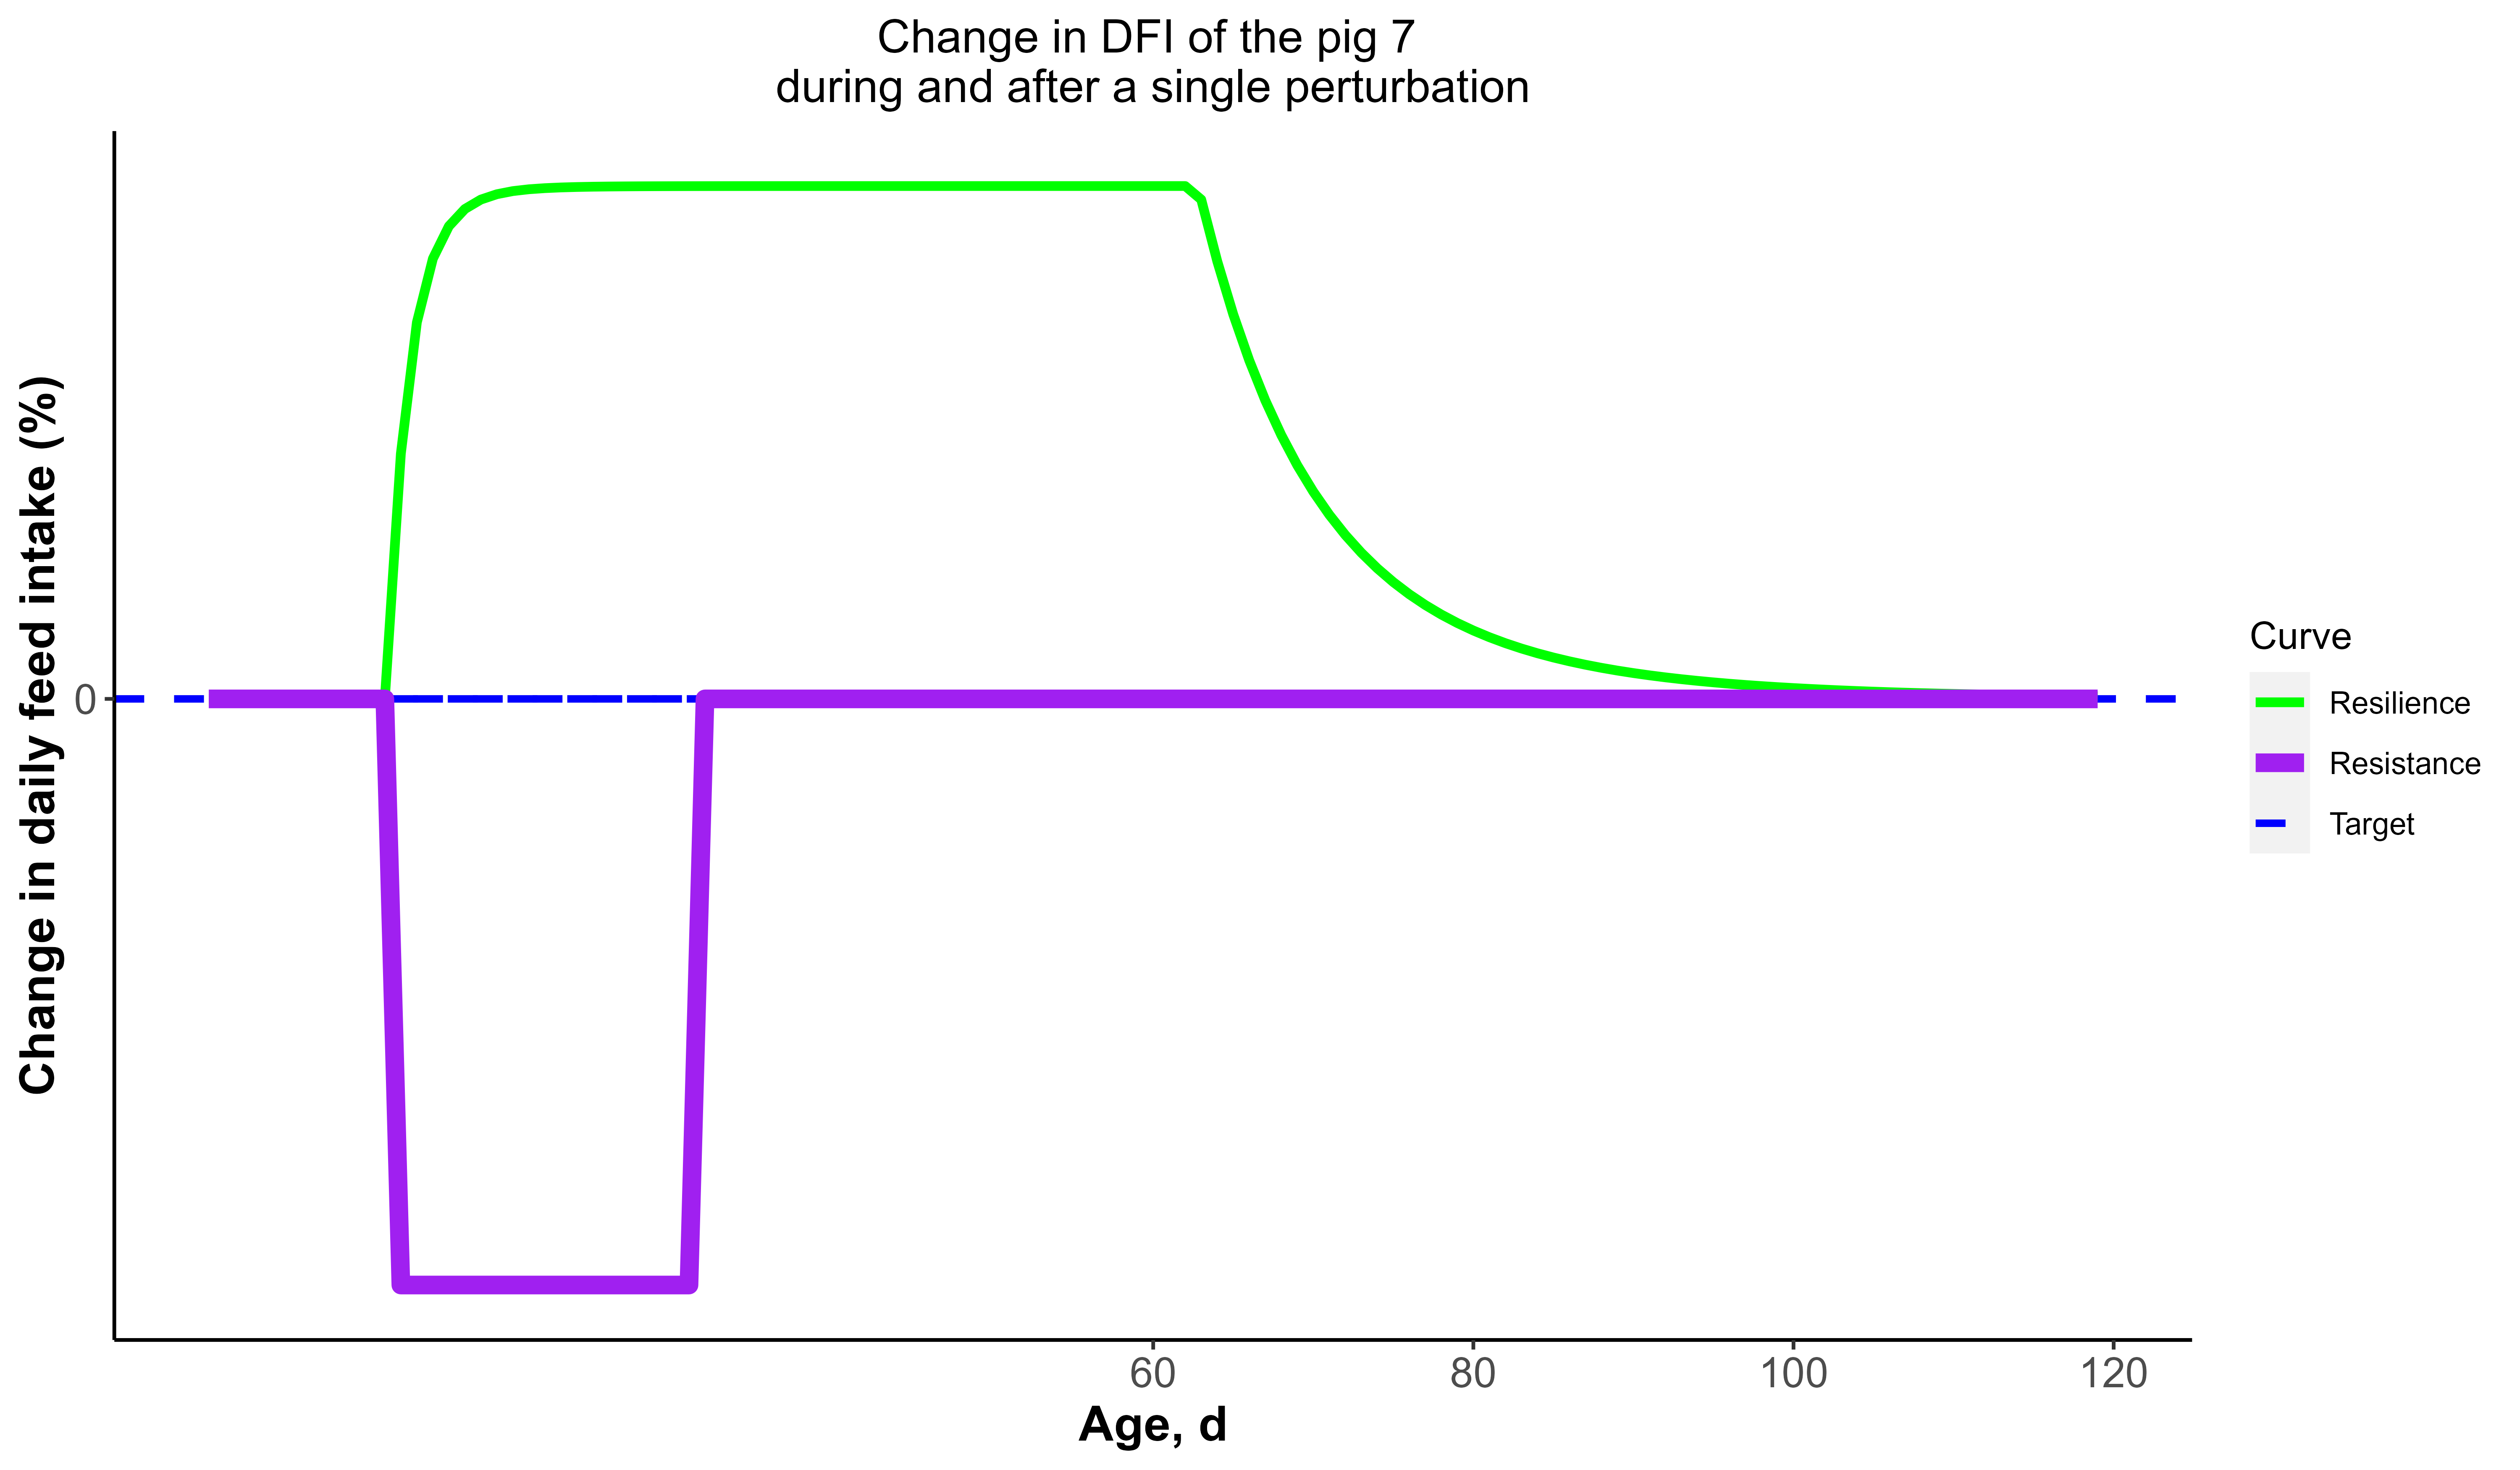 Change in DFI of the pig 7
during and after a single perturbation
Change in daily feed intake (%)
0
60
80
100
120
Age, d
Curve
Resilience
Resistance
Target